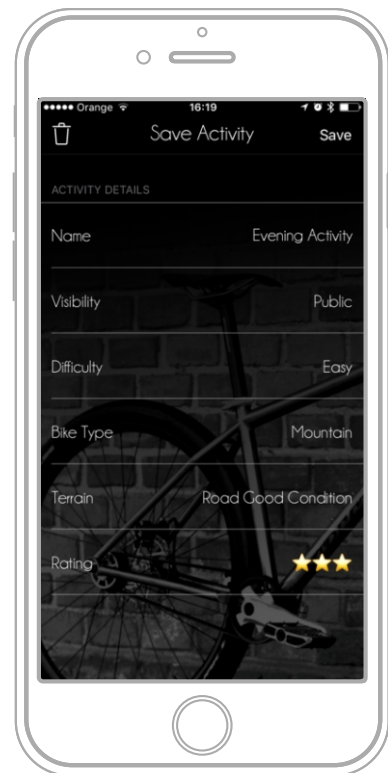 Orange 16:19
Save Activity Save
ACTIVITY DETAILS
Name Evening Activity
Visibility Public
Difficulty Easy
Bike Type Mountain
Terrain Road Good Condition
Rating